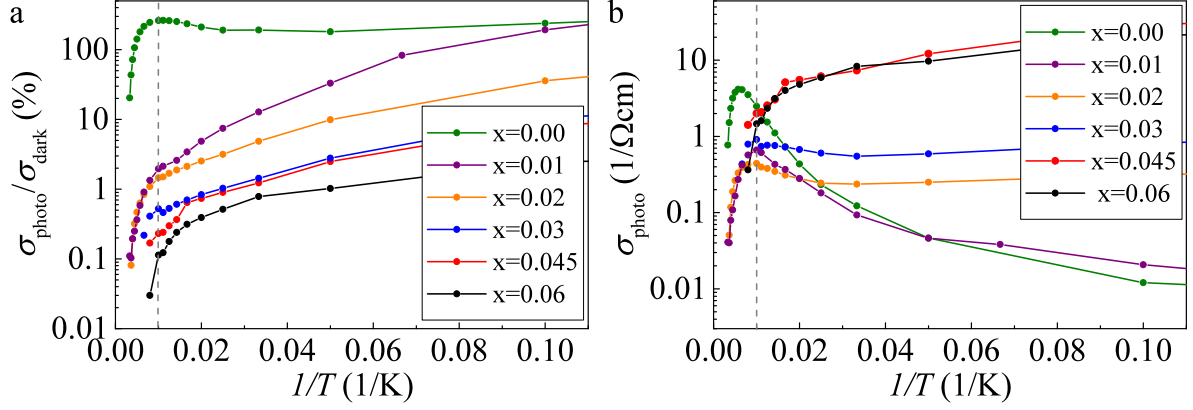 a
σphoto/σdark (%)
100
10
1
0.1
0.01
0.00 0.02 0.04 0.06 0.08 0.10
1/T (1/K)
x=0.00
x=0.01
x=0.02
x=0.03
x=0.045
x=0.06
b
σphoto (1/Ωcm)
10
1
0.1
0.01
0.00 0.02 0.04 0.06 0.08 0.10
1/T (1/K)
x=0.00
x=0.01
x=0.02
x=0.03
x=0.045
x=0.06